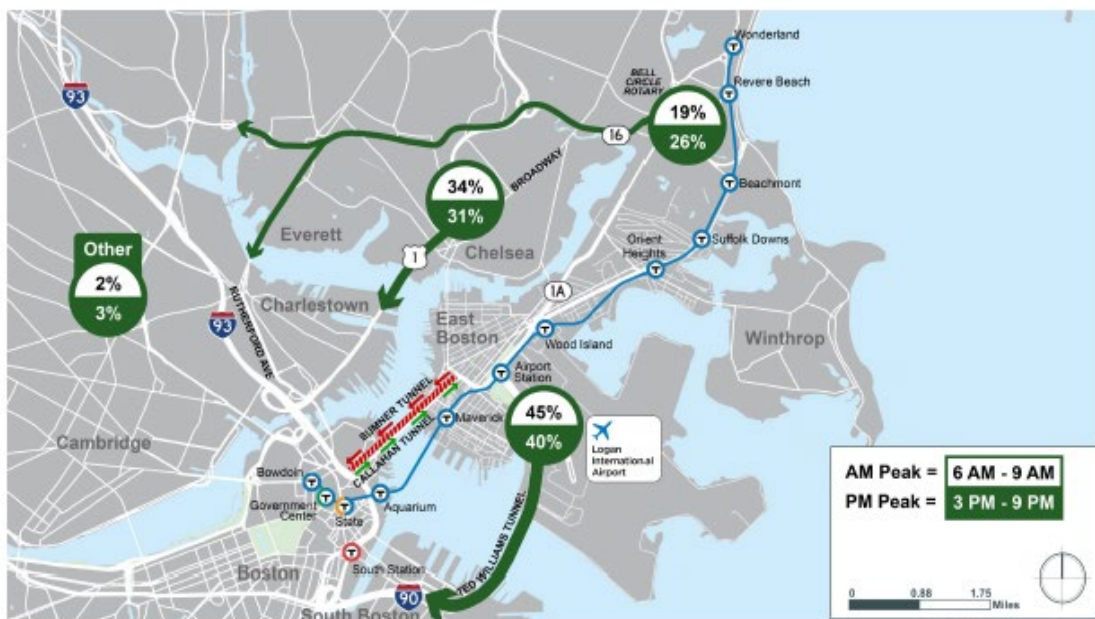 Wonderland
BELL
CIRCLE
ROTARY
Revere Beach
93
19%
26%
16
BROADWAY
34%
31%
Beachmont
Everett
1
Chelsea
Orient
Heights
Suffolk Downs
Other
2%
3%
1A
Charlestown
RUTHERFORD AVE
93
East
Boston
Wood Island
Winthrop
Airport
Station
SUMNER TUNNEL
CALLAHAN TUNNEL
Maverick
45%
40%
Logan
International
Airport
Cambridge
Bowdoin
Government
Center
State
Aquarium
TED WILLIAMS TUNNEL
South Station
Boston
South Boston
90
AM Peak = 6 AM - 9 AM
PM Peak = 3 PM - 9 PM
0 0.88 1.75
Miles